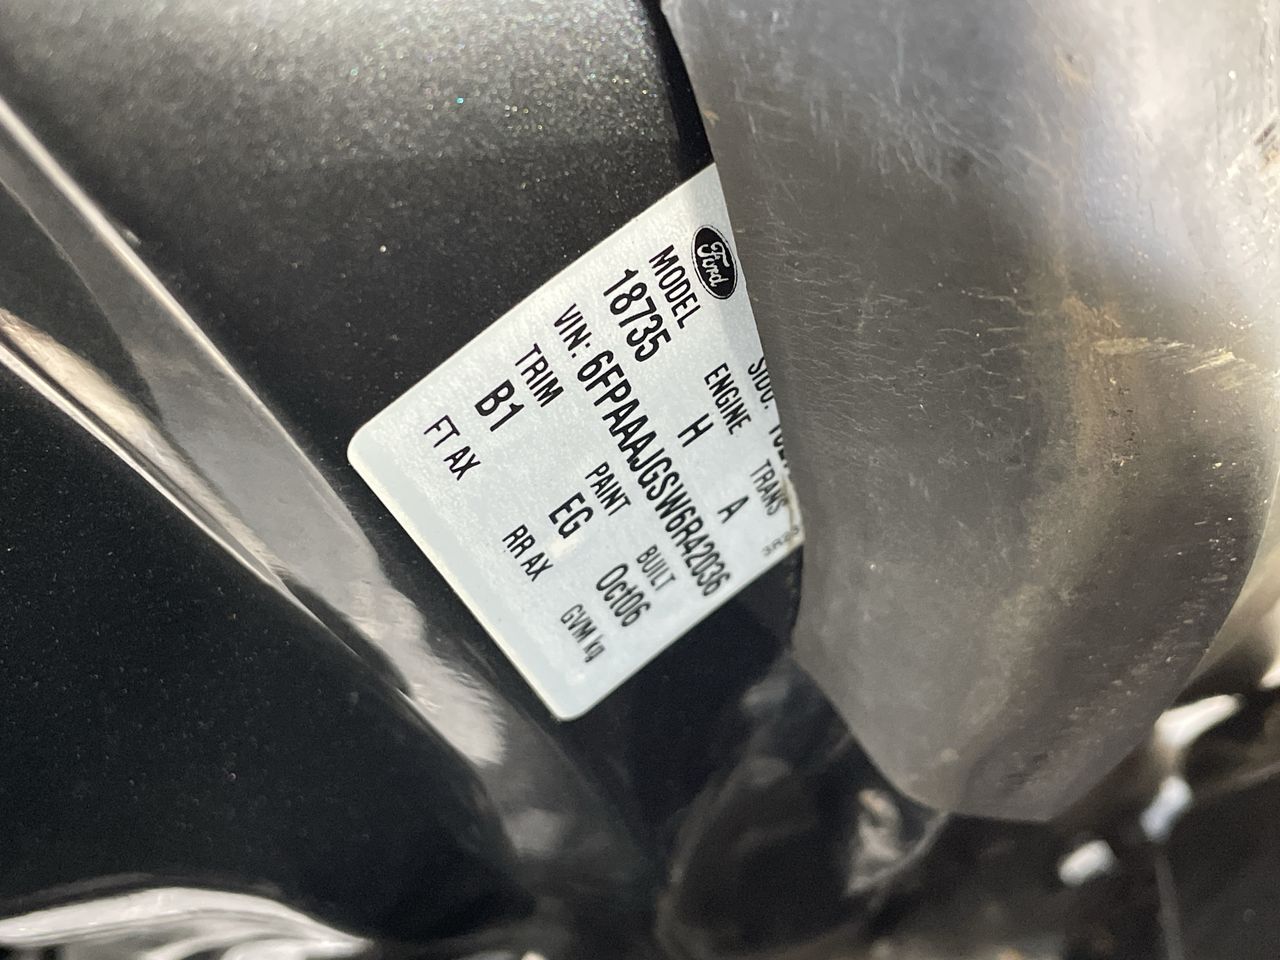 Ford
MODEL ENGINE TRANS
18735 H A
VIN: 6FPAAAJGSW6R42036
TRIM PAINT BUILT
B1 EG Oct06
FT AX RR AX GVM kg